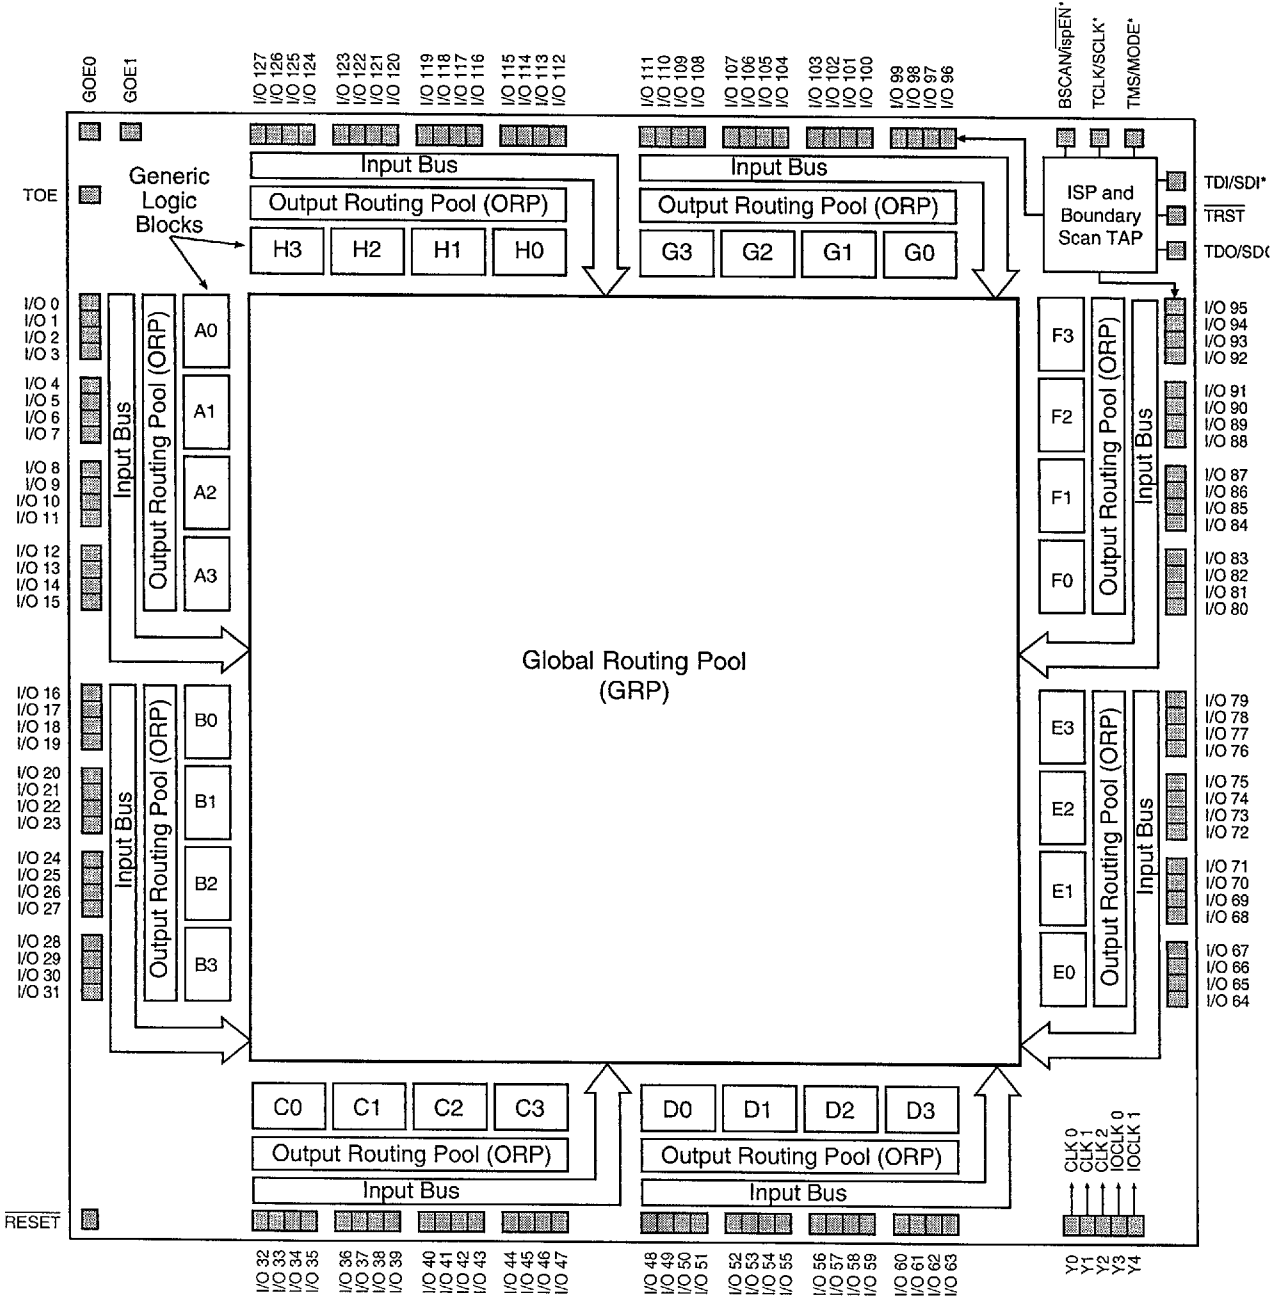 GOE0
GOE1
I/O 127
I/O 126
I/O 125
I/O 124
I/O 123
I/O 122
I/O 121
I/O 120
I/O 119
I/O 118
I/O 117
I/O 116
I/O 115
I/O 114
I/O 113
I/O 112
I/O 111
I/O 110
I/O 109
I/O 108
I/O 107
I/O 106
I/O 105
I/O 104
I/O 103
I/O 102
I/O 101
I/O 100
I/O 99
I/O 98
I/O 97
I/O 96
BSCAN/ispEN*
TCLK/SCLK*
TMS/MODE*
TOE
Generic
Logic
Blocks
Input Bus
Output Routing Pool (ORP)
H3
H2
H1
H0
Input Bus
Output Routing Pool (ORP)
G3
G2
G1
G0
ISP and
Boundary
Scan TAP
TDI/SDI*
TRST
TDO/SDO
I/O 0
I/O 1
I/O 2
I/O 3
I/O 4
I/O 5
I/O 6
I/O 7
I/O 8
I/O 9
I/O 10
I/O 11
I/O 12
I/O 13
I/O 14
I/O 15
Input Bus
Output Routing Pool (ORP)
A0
A1
A2
A3
I/O 16
I/O 17
I/O 18
I/O 19
I/O 20
I/O 21
I/O 22
I/O 23
I/O 24
I/O 25
I/O 26
I/O 27
I/O 28
I/O 29
I/O 30
I/O 31
Input Bus
Output Routing Pool (ORP)
B0
B1
B2
B3
Global Routing Pool
(GRP)
F3
F2
F1
F0
Output Routing Pool (ORP)
Input Bus
I/O 95
I/O 94
I/O 93
I/O 92
I/O 91
I/O 90
I/O 89
I/O 88
I/O 87
I/O 86
I/O 85
I/O 84
I/O 83
I/O 82
I/O 81
I/O 80
E3
E2
E1
E0
Output Routing Pool (ORP)
Input Bus
I/O 79
I/O 78
I/O 77
I/O 76
I/O 75
I/O 74
I/O 73
I/O 72
I/O 71
I/O 70
I/O 69
I/O 68
I/O 67
I/O 66
I/O 65
I/O 64
C0
C1
C2
C3
Output Routing Pool (ORP)
Input Bus
D0
D1
D2
D3
Output Routing Pool (ORP)
Input Bus
CLK 0
CLK 1
CLK 2
IOCLK 0
IOCLK 1
RESET
I/O 32
I/O 33
I/O 34
I/O 35
I/O 36
I/O 37
I/O 38
I/O 39
I/O 40
I/O 41
I/O 42
I/O 43
I/O 44
I/O 45
I/O 46
I/O 47
I/O 48
I/O 49
I/O 50
I/O 51
I/O 52
I/O 53
I/O 54
I/O 55
I/O 56
I/O 57
I/O 58
I/O 59
I/O 60
I/O 61
I/O 62
I/O 63
Y0
Y1
Y2
Y3
Y4